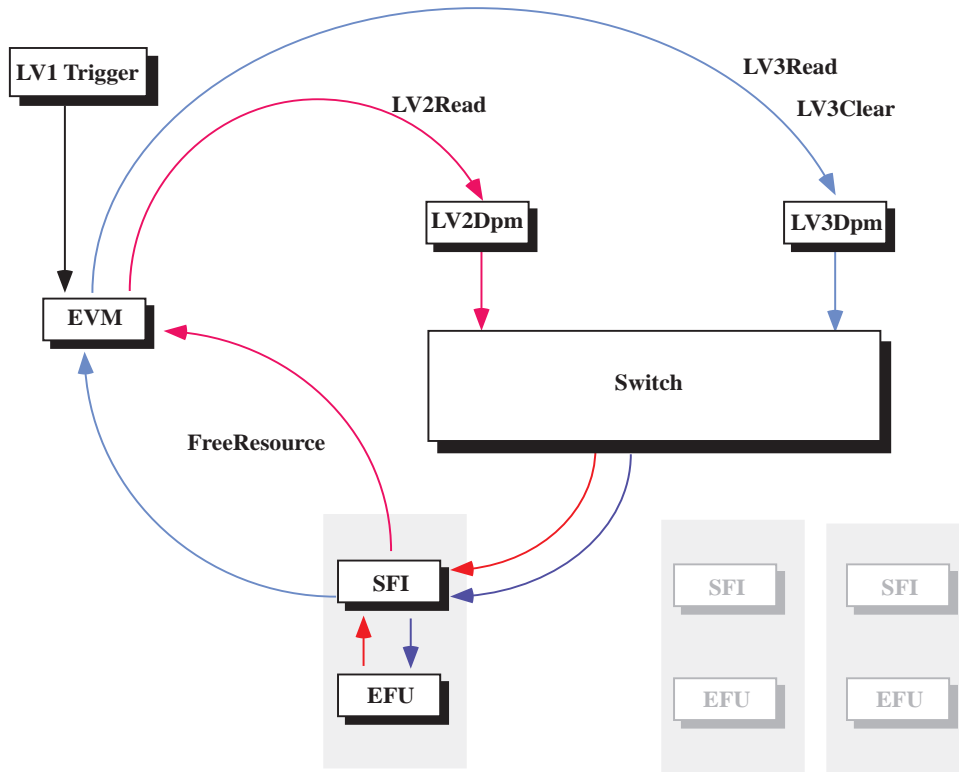 LV1 Trigger
LV3Read
LV2Read
LV3Clear
LV2Dpm
LV3Dpm
EVM
Switch
FreeResource
SFI
SFI
SFI
EFU
EFU
EFU